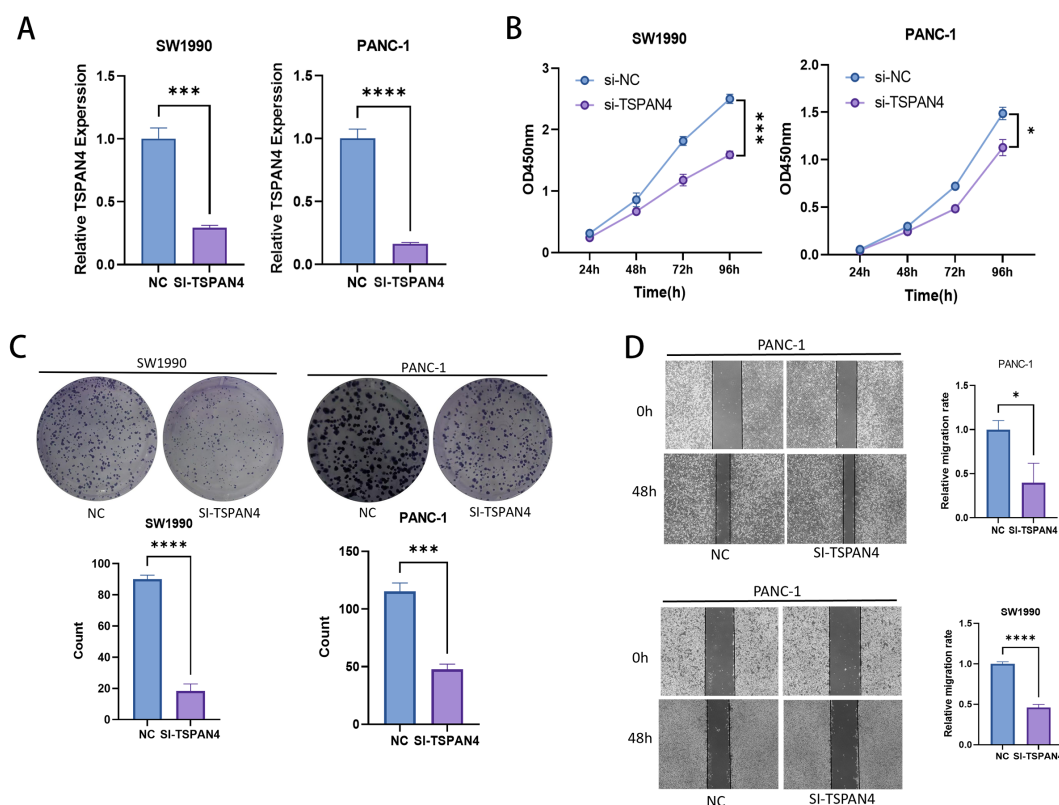 A
SW1990
Relative TSPAN4 Experssion
1.5
1.0
0.5
0.0
***
NC
SI-TSPAN4
PANC-1
Relative TSPAN4 Experssion
1.5
1.0
0.5
0.0
****
NC
SI-TSPAN4
B
SW1990
si-NC
si-TSPAN4
OD450nm
3
2
1
0
***
24h
48h
72h
96h
Time(h)
PANC-1
si-NC
si-TSPAN4
OD450nm
2.0
1.5
1.0
0.5
0.0
*
24h
48h
72h
96h
Time(h)
C
SW1990
NC
SI-TSPAN4
PANC-1
NC
SI-TSPAN4
SW1990
Count
100
80
60
40
20
0
****
NC
SI-TSPAN4
PANC-1
Count
150
100
50
0
***
NC
SI-TSPAN4
D
PANC-1
0h
48h
NC
SI-TSPAN4
PANC-1
Relative migration rate
1.5
1.0
0.5
0.0
*
NC
SI-TSPAN4
PANC-1
0h
48h
NC
SI-TSPAN4
SW1990
Relative migration rate
1.5
1.0
0.5
0.0
****
NC
SI-TSPAN4